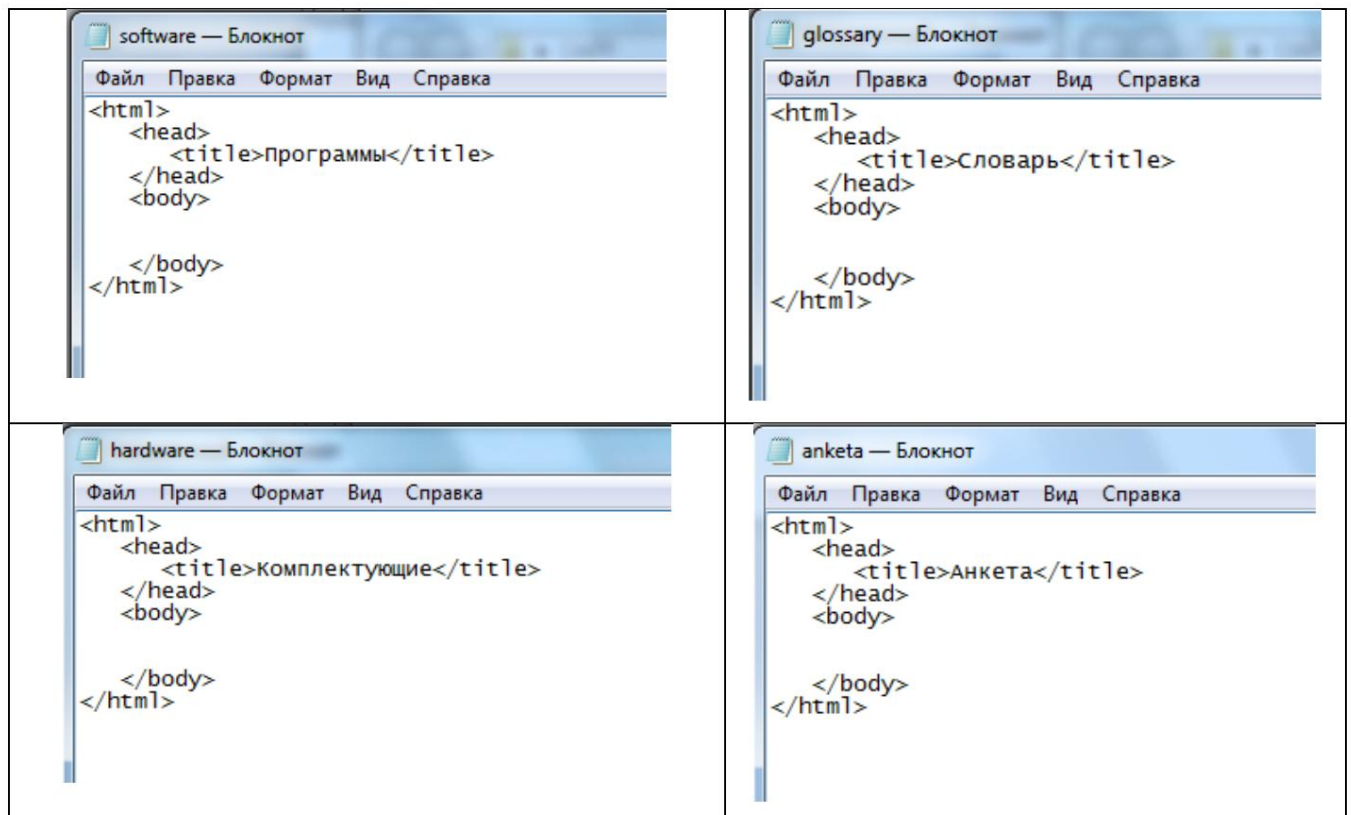 software — Блокнот
Файл Правка Формат Вид Справка
<html>
<head>
<title>Программы</title>
</head>
<body>
</body>
</html>
glossary — Блокнот
Файл Правка Формат Вид Справка
<html>
<head>
<title>Словарь</title>
</head>
<body>
</body>
</html>
hardware — Блокнот
Файл Правка Формат Вид Справка
<html>
<head>
<title>Комплектующие</title>
</head>
<body>
</body>
</html>
anketa — Блокнот
Файл Правка Формат Вид Справка
<html>
<head>
<title>Анкета</title>
</head>
<body>
</body>
</html>